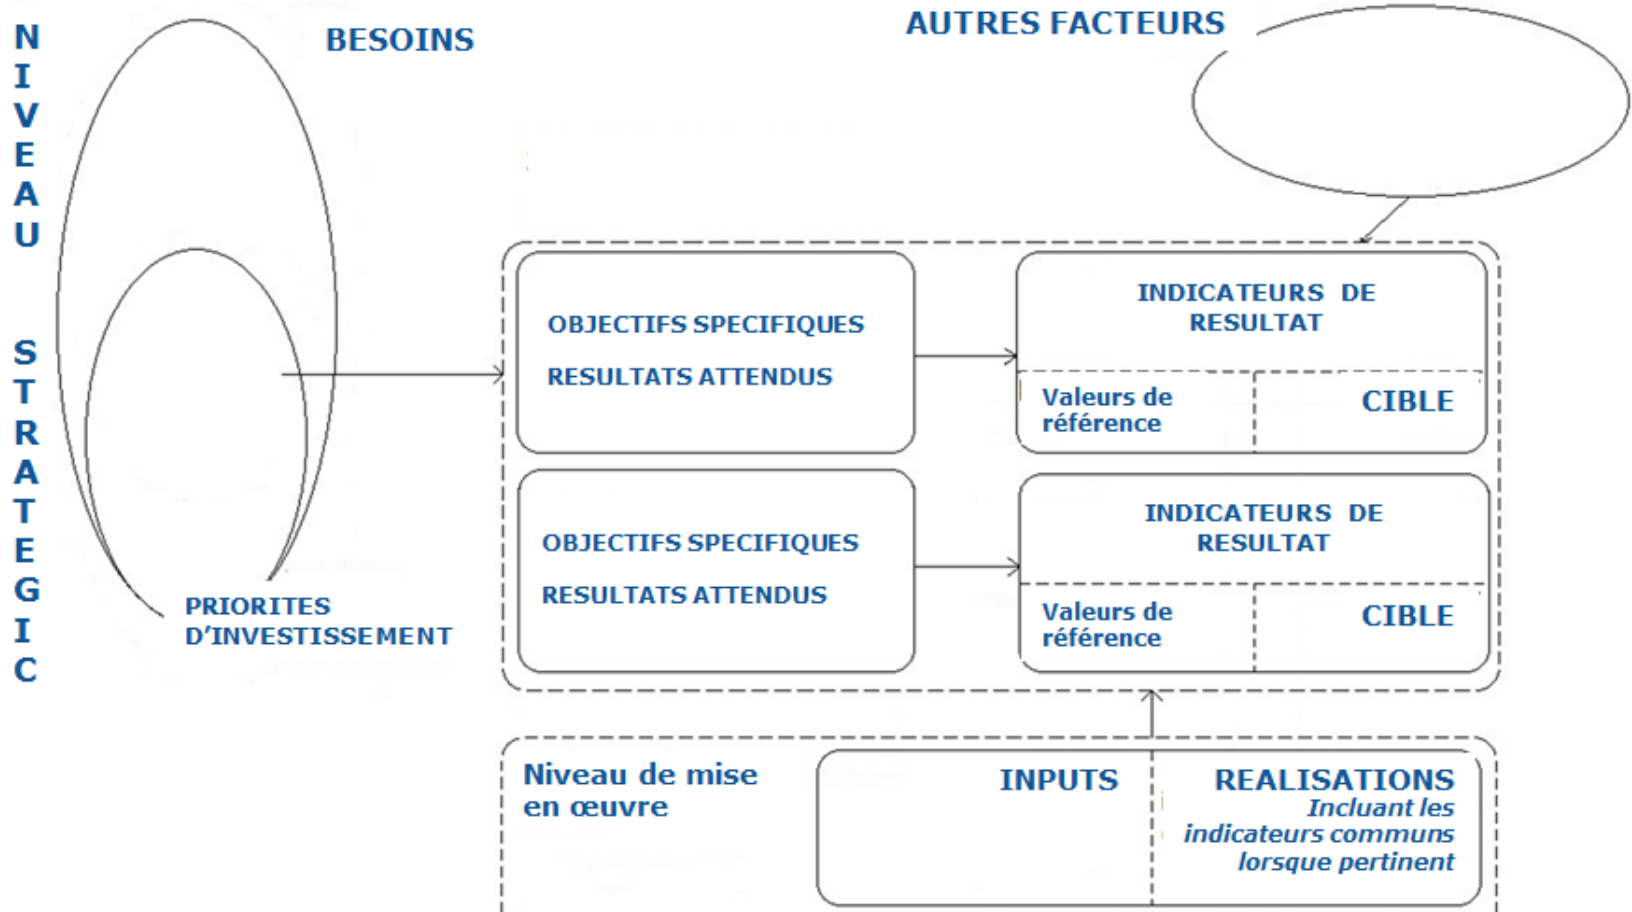 NIVEAU STRATEGIC
BESOINS
AUTRES FACTEURS
OBJECTIFS SPECIFIQUES
RESULTATS ATTENDUS
INDICATEURS DE
RESULTAT
Valeurs de
référence
CIBLE
OBJECTIFS SPECIFIQUES
RESULTATS ATTENDUS
INDICATEURS DE
RESULTAT
Valeurs de
référence
CIBLE
PRIORITES
D'INVESTISSEMENT
Niveau de mise
en œuvre
INPUTS
REALISATIONS
Incluant les
indicateurs communs
lorsque pertinent